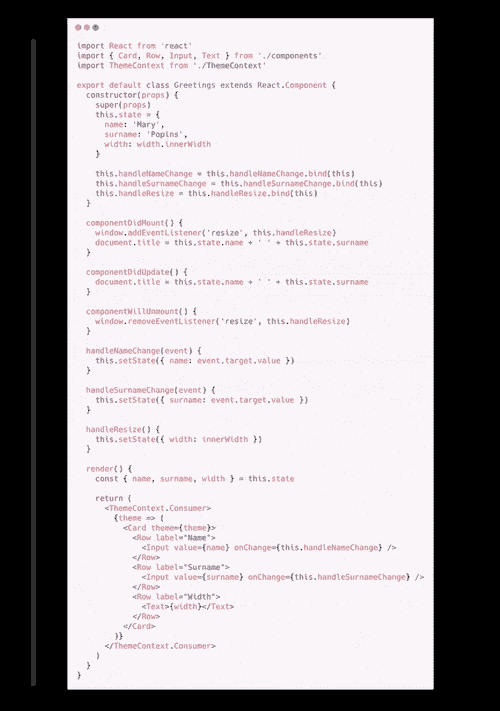 import React from 'react'
import { Card, Row, Input, Text } from './components'
import ThemeContext from './ThemeContext'

export default class Greetings extends React.Component {
  constructor(props) {
    super(props)
    this.state = {
      name: 'Mary',
      surname: 'Popins',
      width: width.innerWidth
    }

    this.handleNameChange = this.handleNameChange.bind(this)
    this.handleSurnameChange = this.handleSurnameChange.bind(this)
    this.handleResize = this.handleResize.bind(this)
  }

  componentDidMount() {
    window.addEventListener('resize', this.handleResize)
    document.title = this.state.name + ' ' + this.state.surname
  }

  componentDidUpdate() {
    document.title = this.state.name + ' ' + this.state.surname
  }

  componentWillUnmount() {
    window.removeEventListener('resize', this.handleResize)
  }

  handleNameChange(event) {
    this.setState({ name: event.target.value })
  }

  handleSurnameChange(event) {
    this.setState({ surname: event.target.value })
  }

  handleResize() {
    this.setState({ width: innerWidth })
  }

  render() {
    const { name, surname, width } = this.state

    return (
      <ThemeContext.Consumer>
        {theme => (
          <Card theme={theme}>
            <Row label="Name">
              <Input value={name} onChange={this.handleNameChange} />
            </Row>
            <Row label="Surname">
              <Input value={surname} onChange={this.handleSurnameChange} />
            </Row>
            <Row label="Width">
              <Text>{width}</Text>
            </Row>
          </Card>
        )}
      </ThemeContext.Consumer>
    )
  }
}